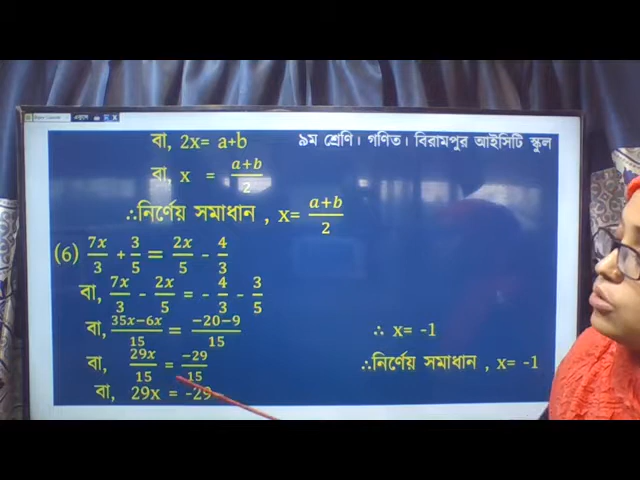 বা, 2x= a+b
৯ম শ্রেণি। গণিত। বিরামপুর আইসিটি স্কুল
বা, x = a+b/2
∴নির্ণেয় সমাধান , x= a+b/2
(6) 7x/3 + 3/5 = 2x/5 - 4/3
বা, 7x/3 - 2x/5 = - 4/3 - 3/5
বা, 35x−6x/15 = −20−9/15
বা, 29x/15 = −29/15
বা, 29x = -29
∴ x= -1
∴নির্ণেয় সমাধান , x= -1